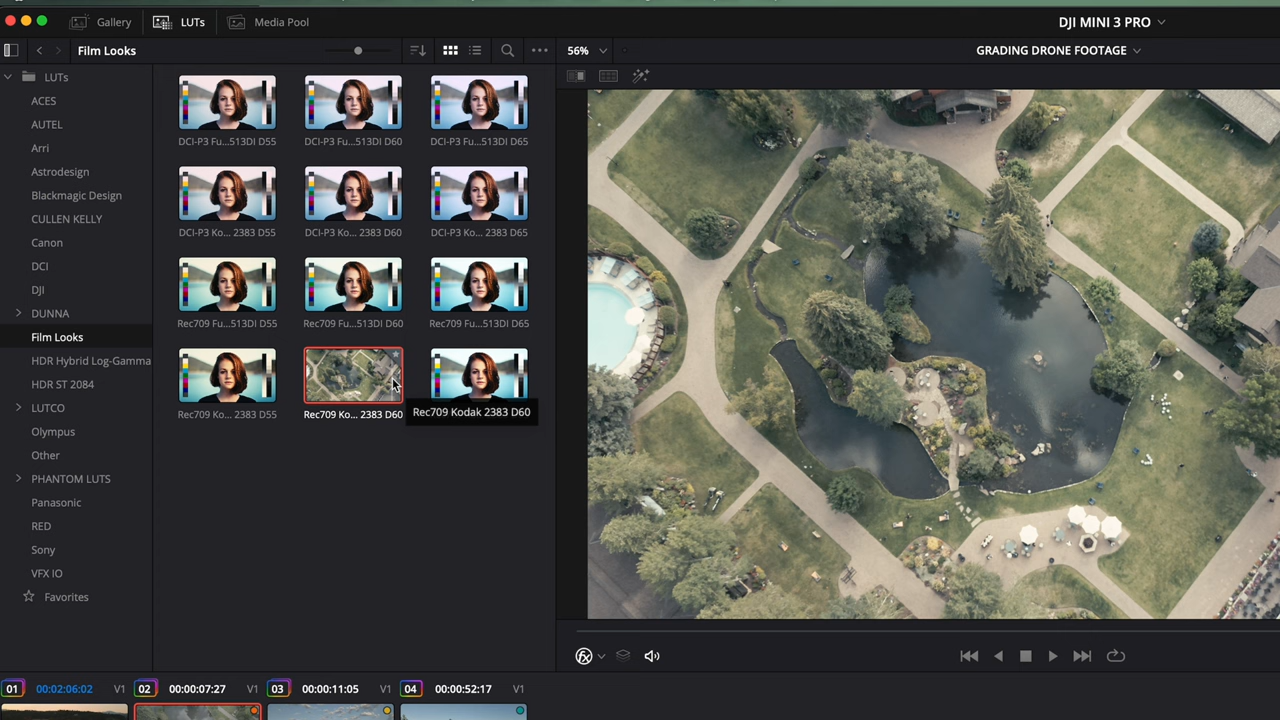 Gallery LUTs Media Pool DJI MINI 3 PRO
Film Looks 56% GRADING DRONE FOOTAGE
LUTs
ACES
AUTEL
Arri
Astrodesign
Blackmagic Design
CULLEN KELLY
Canon
DCI
DJI
DUNNA
Film Looks
HDR Hybrid Log-Gamma
HDR ST 2084
LUTCO
Olympus
Other
PHANTOM LUTS
Panasonic
RED
Sony
VFX IO
Favorites
DCI-P3 Fu...513DI D55 DCI-P3 Fu...513DI D60 DCI-P3 Fu...513DI D65
DCI-P3 Ko... 2383 D55 DCI-P3 Ko... 2383 D60 DCI-P3 Ko... 2383 D65
Rec709 Fu...513DI D55 Rec709 Fu...513DI D60 Rec709 Fu...513DI D65
Rec709 Ko... 2383 D55 Rec709 Ko... 2383 D60 Rec709 Kodak 2383 D60
01 00:02:06:02 V1 02 00:00:07:27 V1 03 00:00:11:05 V1 04 00:00:52:17 V1